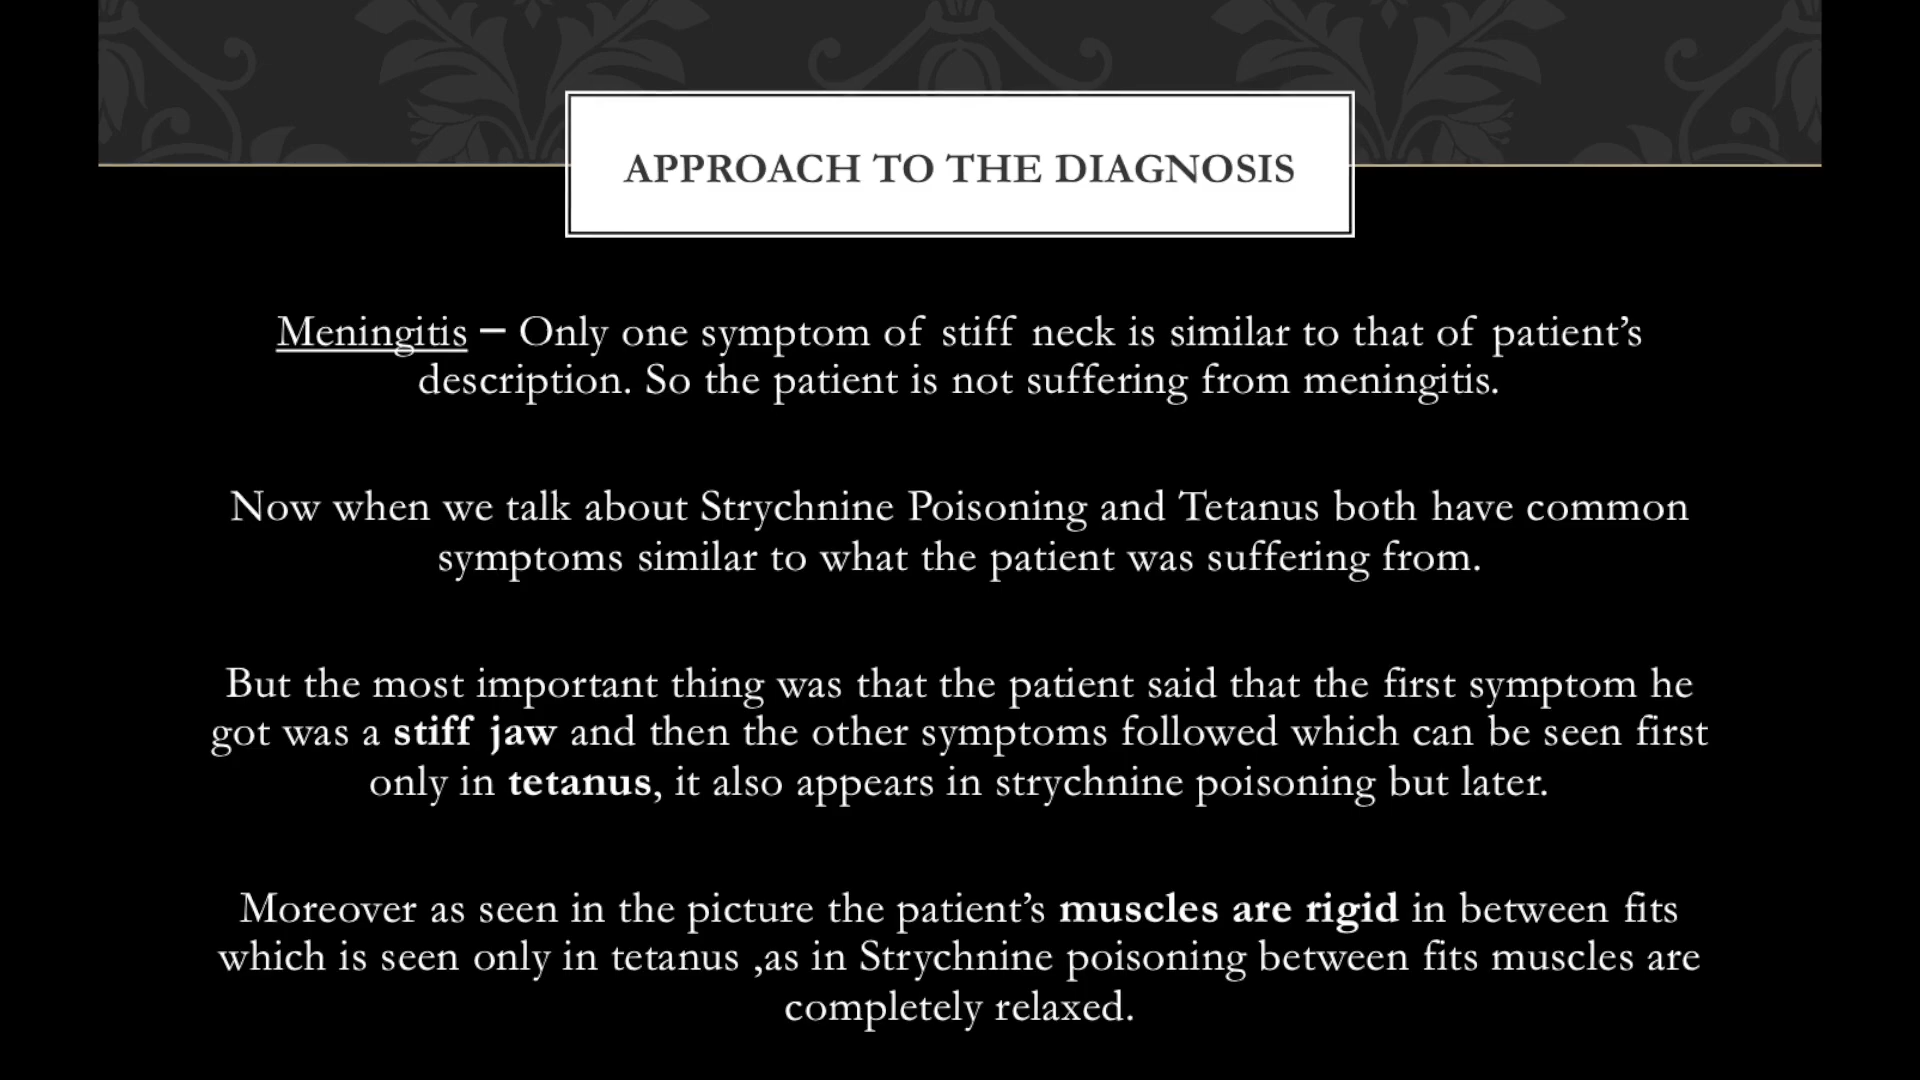 APPROACH TO THE DIAGNOSIS
Meningitis – Only one symptom of stiff neck is similar to that of patient’s
description. So the patient is not suffering from meningitis.
Now when we talk about Strychnine Poisoning and Tetanus both have common
symptoms similar to what the patient was suffering from.
But the most important thing was that the patient said that the first symptom he
got was a stiff jaw and then the other symptoms followed which can be seen first
only in tetanus, it also appears in strychnine poisoning but later.
Moreover as seen in the picture the patient’s muscles are rigid in between fits
which is seen only in tetanus ,as in Strychnine poisoning between fits muscles are
completely relaxed.